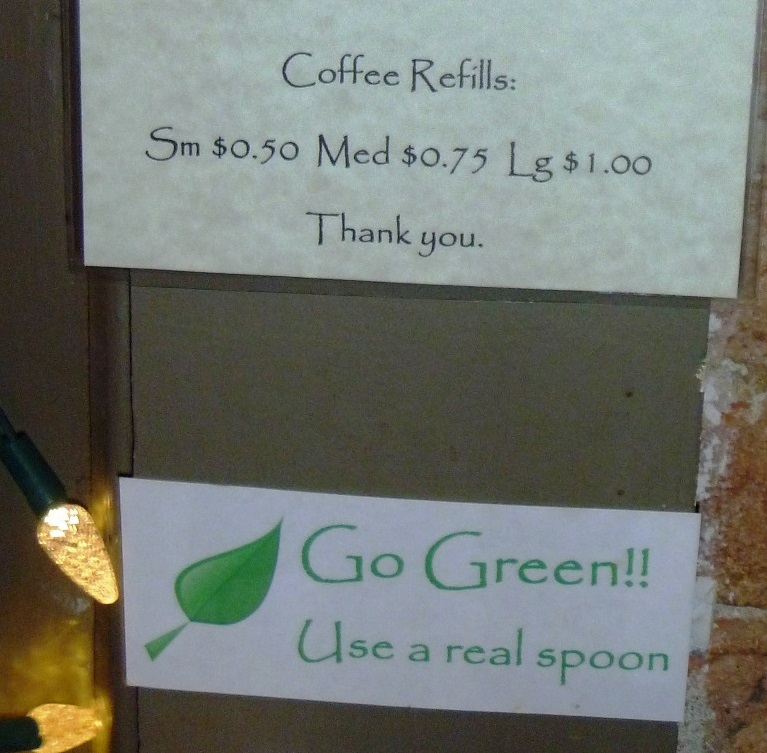 Coffee Refills:
Sm $0.50 Med $0.75 Lg $1.00
Thank you.
Go Green!!
Use a real spoon